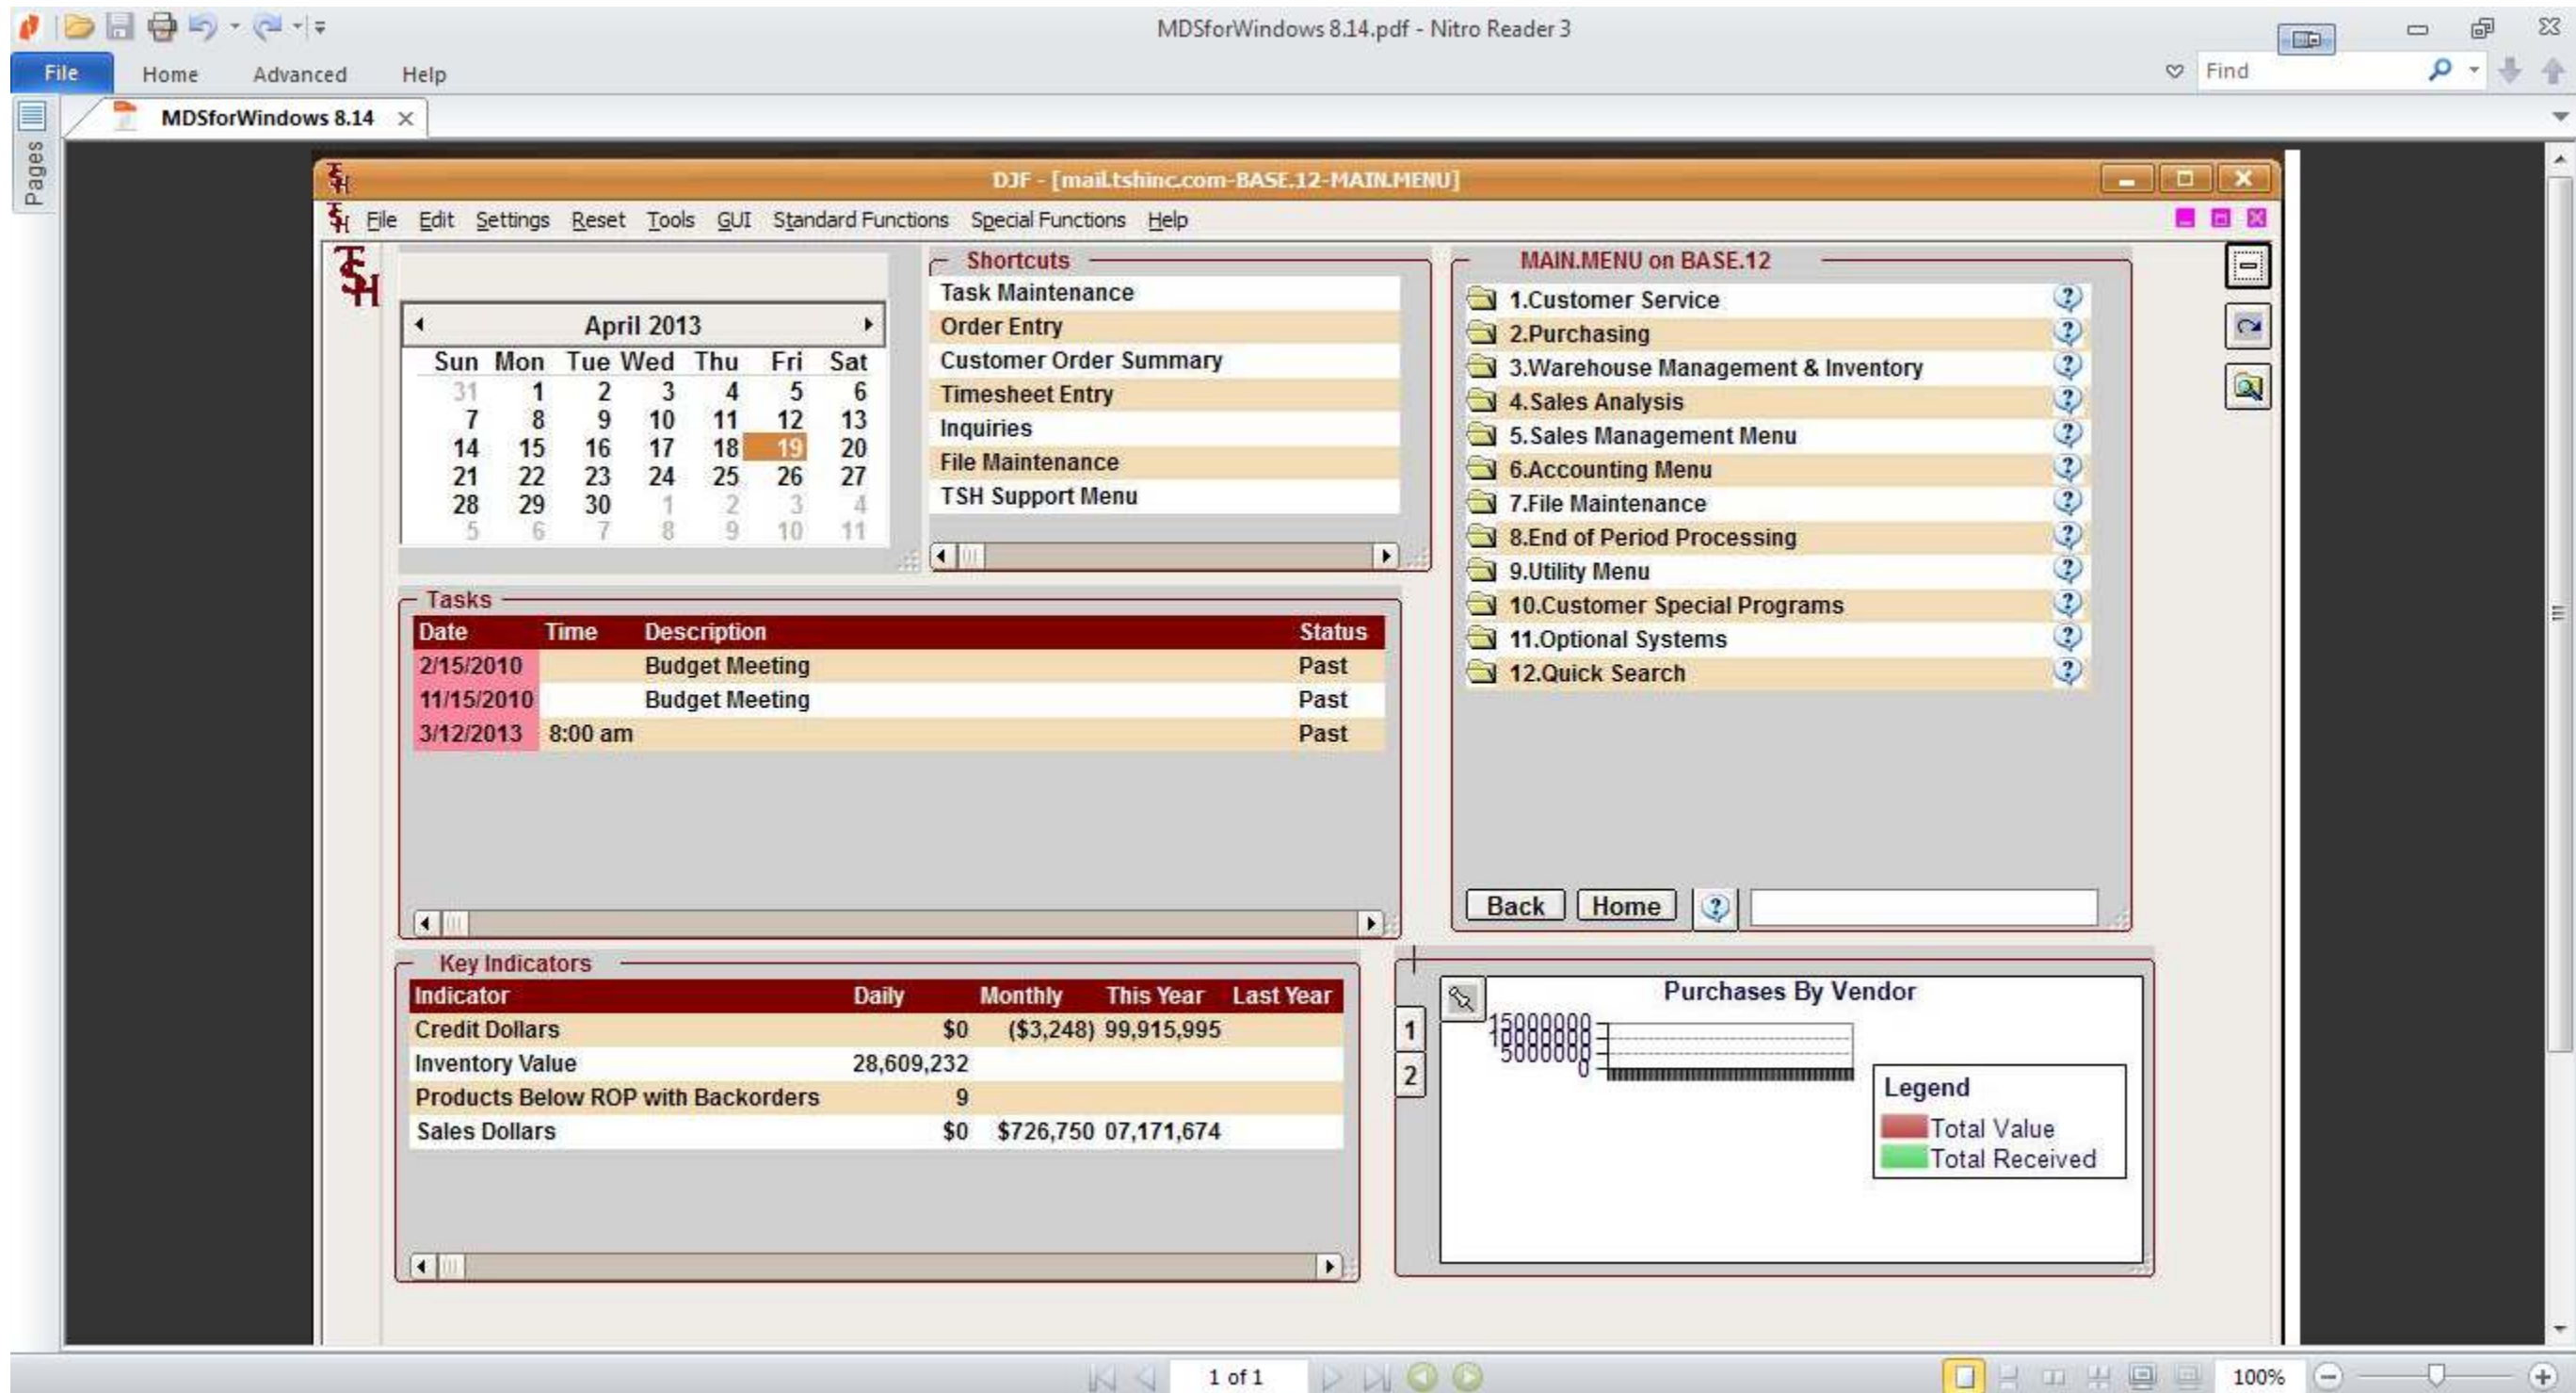 MDSforWindows 8.14.pdf - Nitro Reader 3
File Home Advanced Help
Find
MDSforWindows 8.14
Pages
DJF - [mail.tshinc.com-BASE.12-MAIN.MENU]
TSH File Edit Settings Reset Tools GUI Standard Functions Special Functions Help
TSH
April 2013
Sun Mon Tue Wed Thu Fri Sat
31 1 2 3 4 5 6
7 8 9 10 11 12 13
14 15 16 17 18 19 20
21 22 23 24 25 26 27
28 29 30 1 2 3 4
5 6 7 8 9 10 11
Shortcuts
Task Maintenance
Order Entry
Customer Order Summary
Timesheet Entry
Inquiries
File Maintenance
TSH Support Menu
MAIN.MENU on BASE.12
1.Customer Service
2.Purchasing
3.Warehouse Management & Inventory
4.Sales Analysis
5.Sales Management Menu
6.Accounting Menu
7.File Maintenance
8.End of Period Processing
9.Utility Menu
10.Customer Special Programs
11.Optional Systems
12.Quick Search
Back Home
Tasks
Date Time Description Status
2/15/2010 Budget Meeting Past
11/15/2010 Budget Meeting Past
3/12/2013 8:00 am Past
Key Indicators
Indicator Daily Monthly This Year Last Year
Credit Dollars $0 ($3,248) 99,915,995
Inventory Value 28,609,232
Products Below ROP with Backorders 9
Sales Dollars $0 $726,750 07,171,674
1
2
Purchases By Vendor
15000000
10000000
5000000
0
Legend
Total Value
Total Received
1 of 1
100%